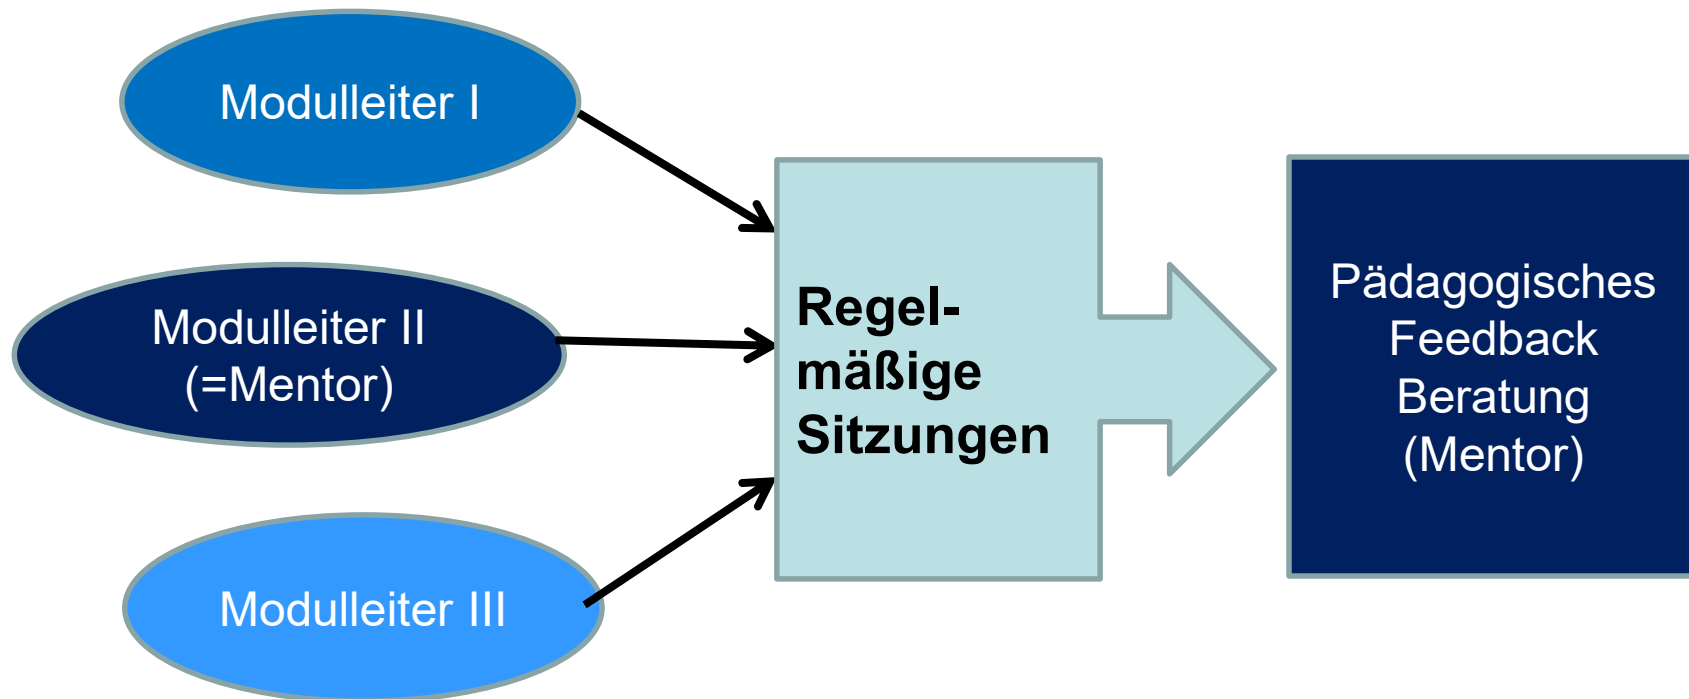 Modulleiter I
Modulleiter II
(=Mentor)
Modulleiter III
Regel-
mäßige
Sitzungen
Pädagogisches
Feedback
Beratung
(Mentor)